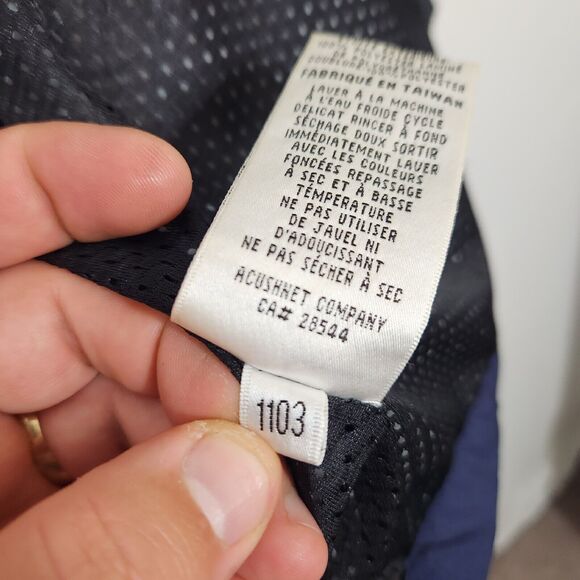 FABRIQUÉ EN TAIWAN
LAVER À LA MACHINE
À L'EAU FROIDE CYCLE
DELICAT RINCER À FOND
SÉCHAGE DOUX SORTIR
IMMÉDIATEMENT LAVER
AVEC LES COULEURS
FONCÉES REPASSAGE
A SEC ET À BASSE
TÉMPÉRATURE
NE PAS UTILISER
DE JAVEL NI
D'ADOUCISSANT
NE PAS SÉCHER À SEC
ACUSHNET COMPANY
CA# 28544
1103